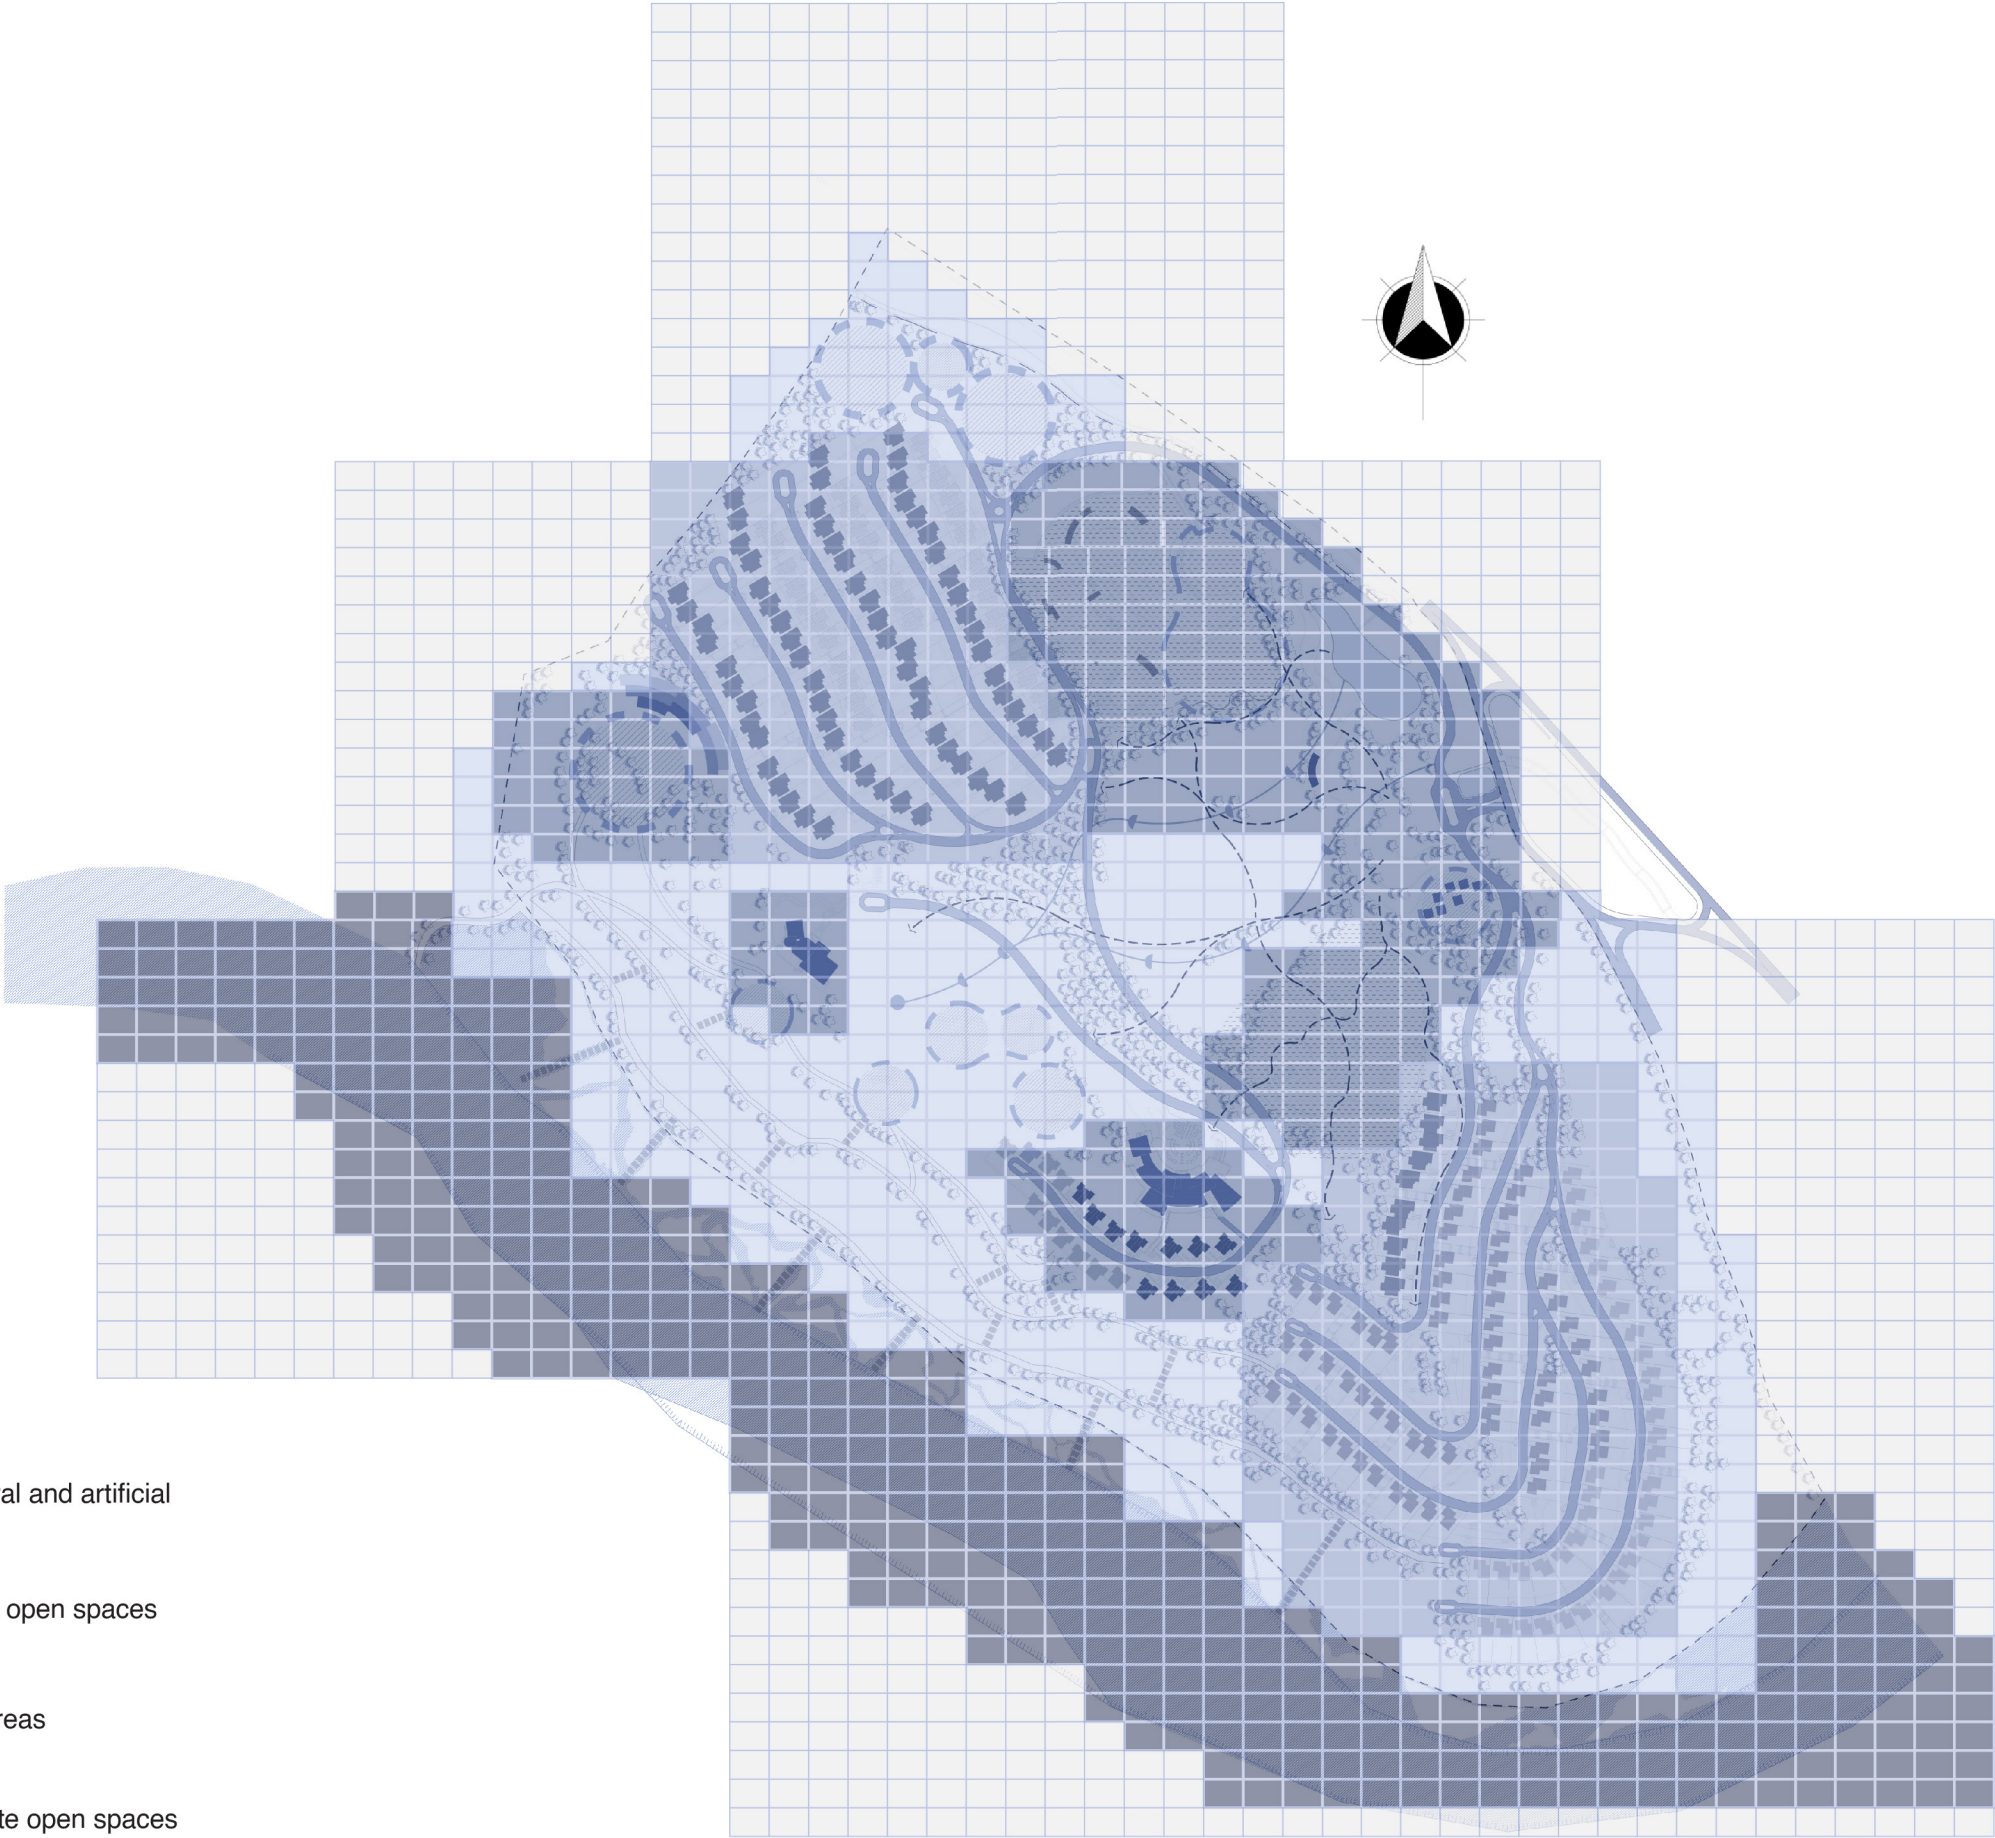 al and artificial
open spaces
reas
te open spaces